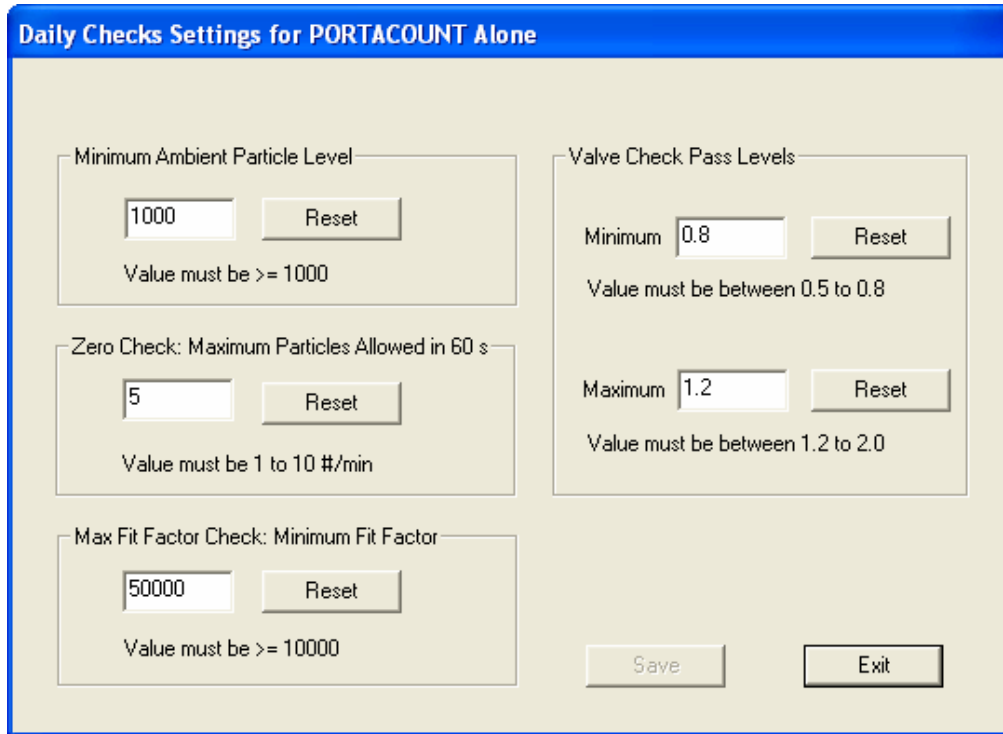 Daily Checks Settings for PORTACOUNT Alone
Minimum Ambient Particle Level
1000 Reset
Value must be >= 1000
Zero Check: Maximum Particles Allowed in 60 s
5 Reset
Value must be 1 to 10 #/min
Max Fit Factor Check: Minimum Fit Factor
50000 Reset
Value must be >= 10000
Valve Check Pass Levels
Minimum 0.8 Reset
Value must be between 0.5 to 0.8
Maximum 1.2 Reset
Value must be between 1.2 to 2.0
Save Exit